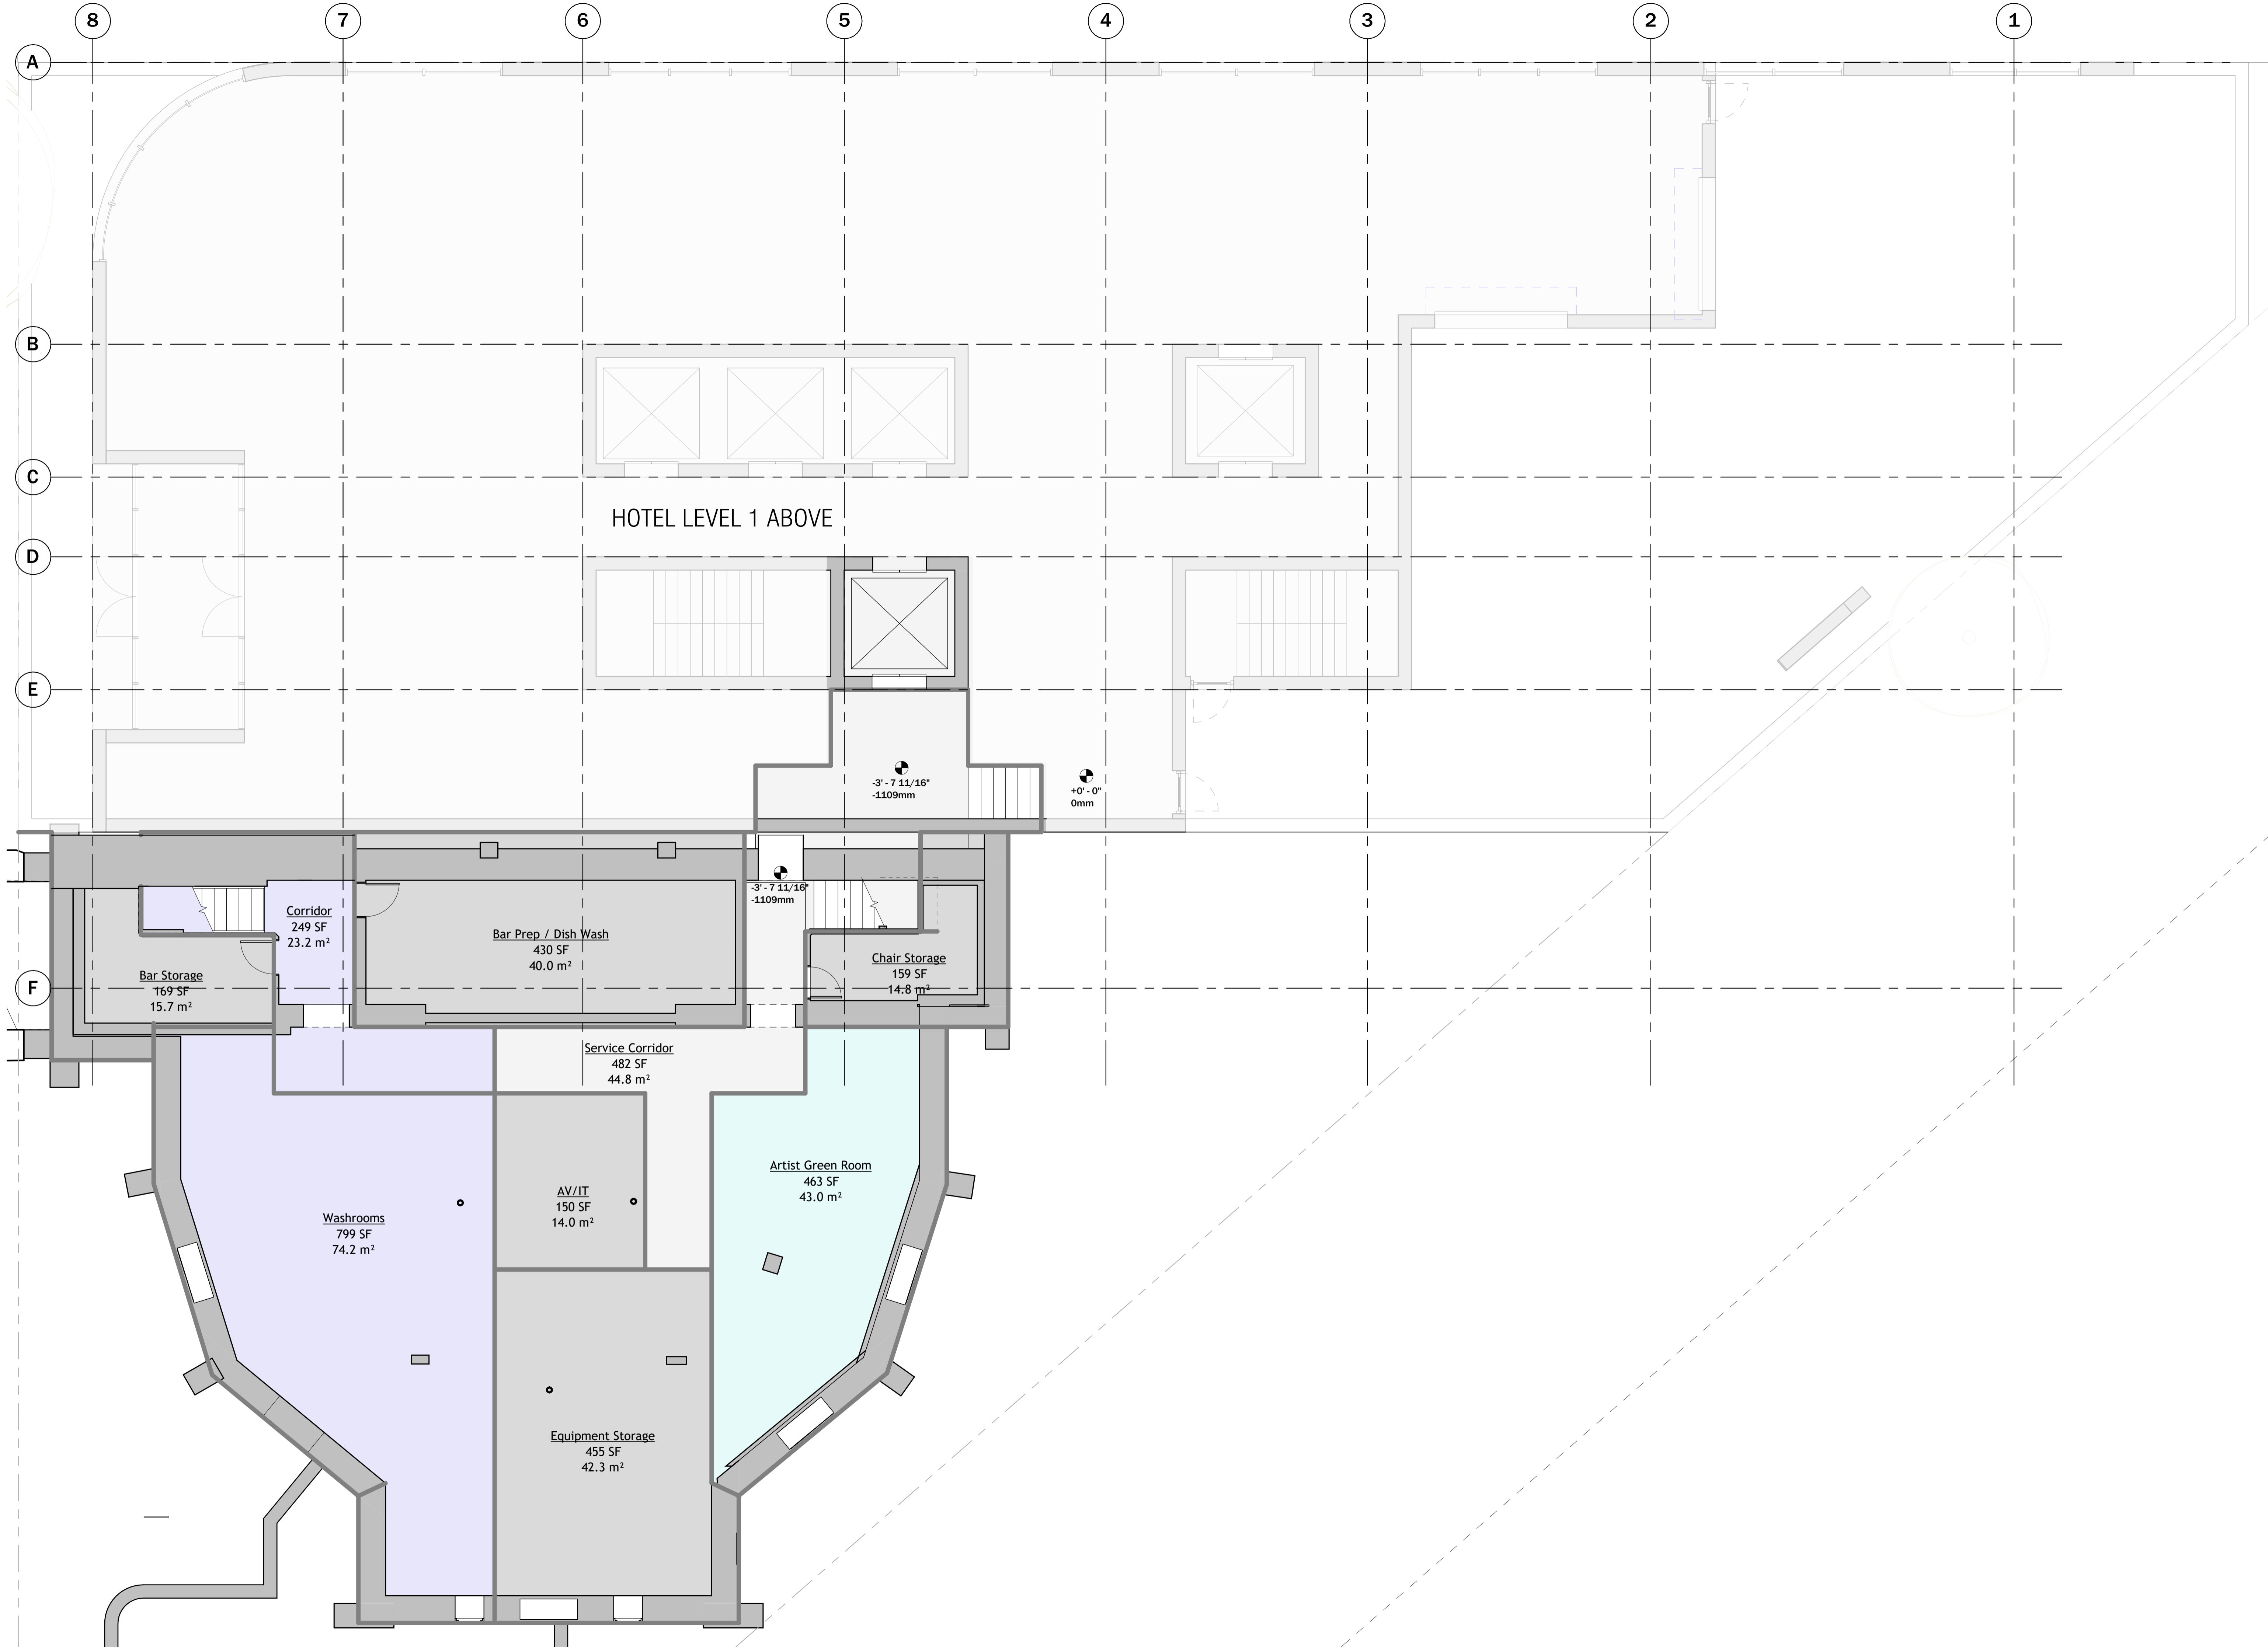 8
7
6
5
4
3
2
1
A
B
C
HOTEL LEVEL 1 ABOVE
D
E
-3' - 7 11/16"
-1109mm
+0' - 0"
0mm
-3' - 7 11/16"
-1109mm
Corridor
249 SF
23.2 m²
Bar Prep / Dish Wash
430 SF
40.0 m²
Chair Storage
159 SF
14.8 m²
Bar Storage
169 SF
15.7 m²
F
Service Corridor
482 SF
44.8 m²
Artist Green Room
463 SF
43.0 m²
AV/IT
150 SF
14.0 m²
Washrooms
799 SF
74.2 m²
Equipment Storage
455 SF
42.3 m²